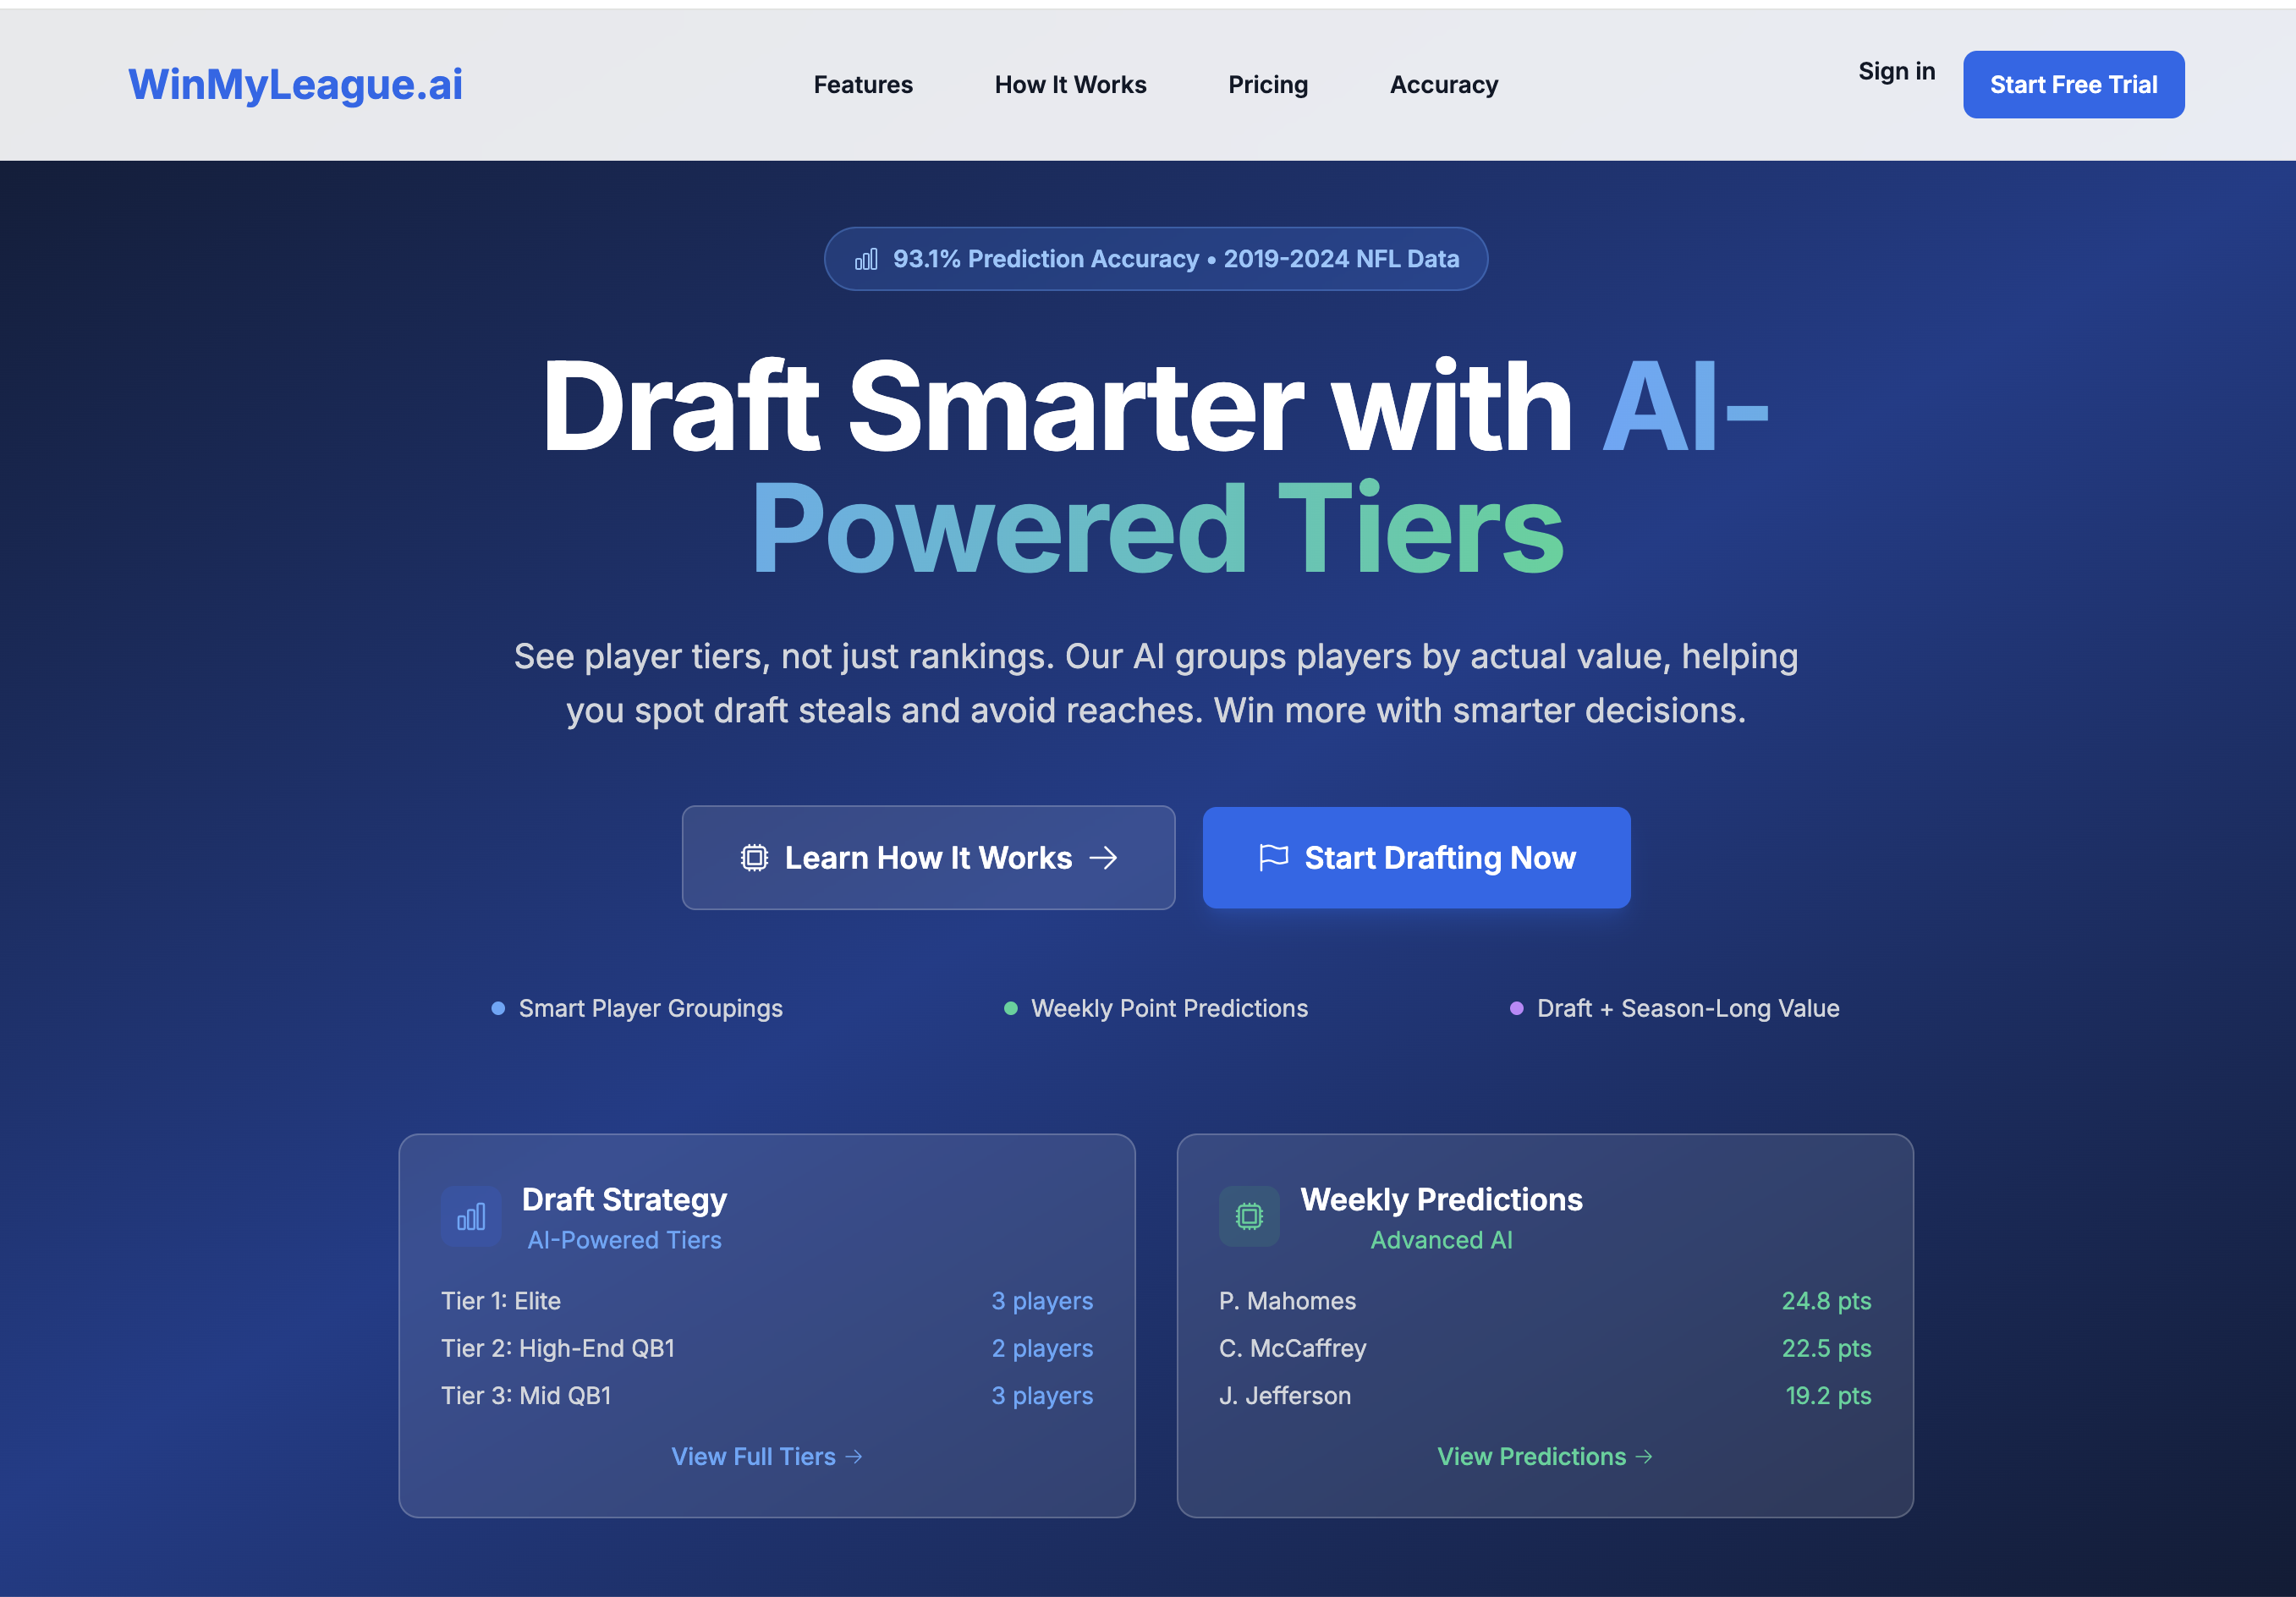 WinMyLeague.ai
Features
How It Works
Pricing
Accuracy
Sign in
Start Free Trial
93.1% Prediction Accuracy • 2019-2024 NFL Data
Draft Smarter with AI-
Powered Tiers
See player tiers, not just rankings. Our AI groups players by actual value, helping
you spot draft steals and avoid reaches. Win more with smarter decisions.
Learn How It Works →
Start Drafting Now
Smart Player Groupings
Weekly Point Predictions
Draft + Season-Long Value
Draft Strategy
AI-Powered Tiers
Tier 1: Elite 3 players
Tier 2: High-End QB1 2 players
Tier 3: Mid QB1 3 players
View Full Tiers →
Weekly Predictions
Advanced AI
P. Mahomes 24.8 pts
C. McCaffrey 22.5 pts
J. Jefferson 19.2 pts
View Predictions →